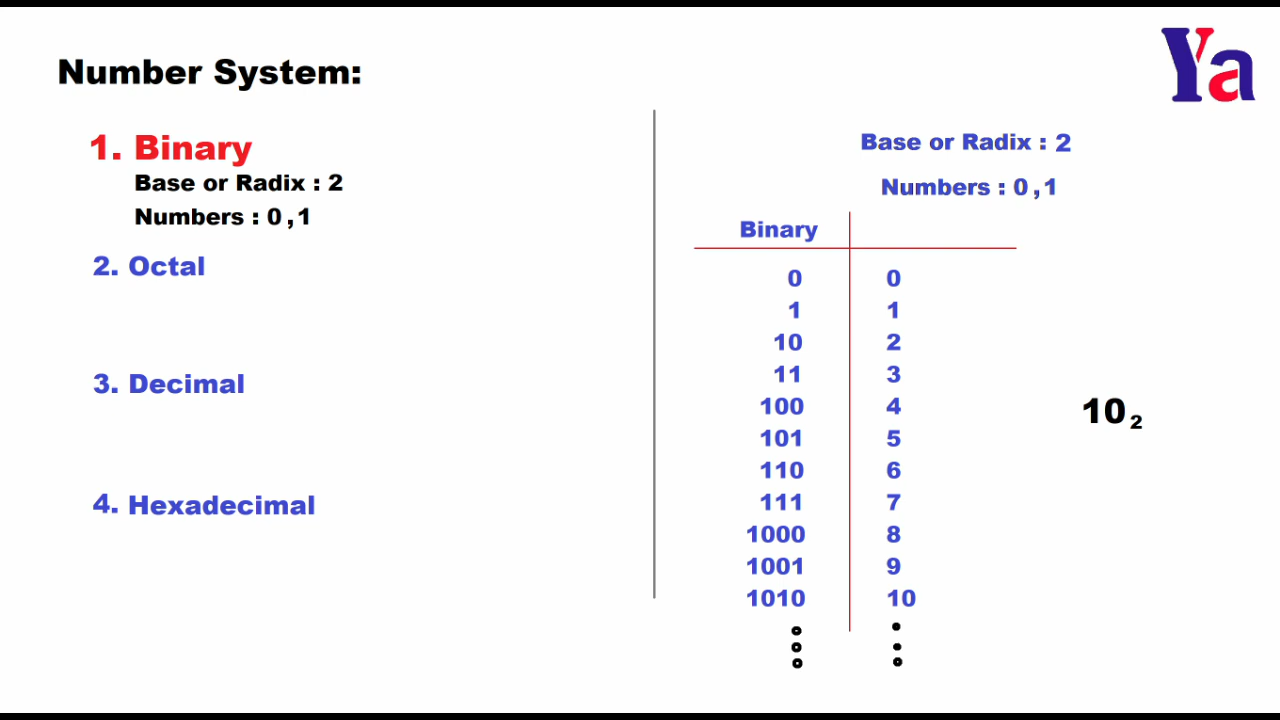 Number System:
Ya
1. Binary
Base or Radix : 2
Numbers : 0 , 1
2. Octal
3. Decimal
4. Hexadecimal
Base or Radix : 2
Numbers : 0 , 1
Binary
0 0
1 1
10 2
11 3
100 4
101 5
110 6
111 7
1000 8
1001 9
1010 10
10₂